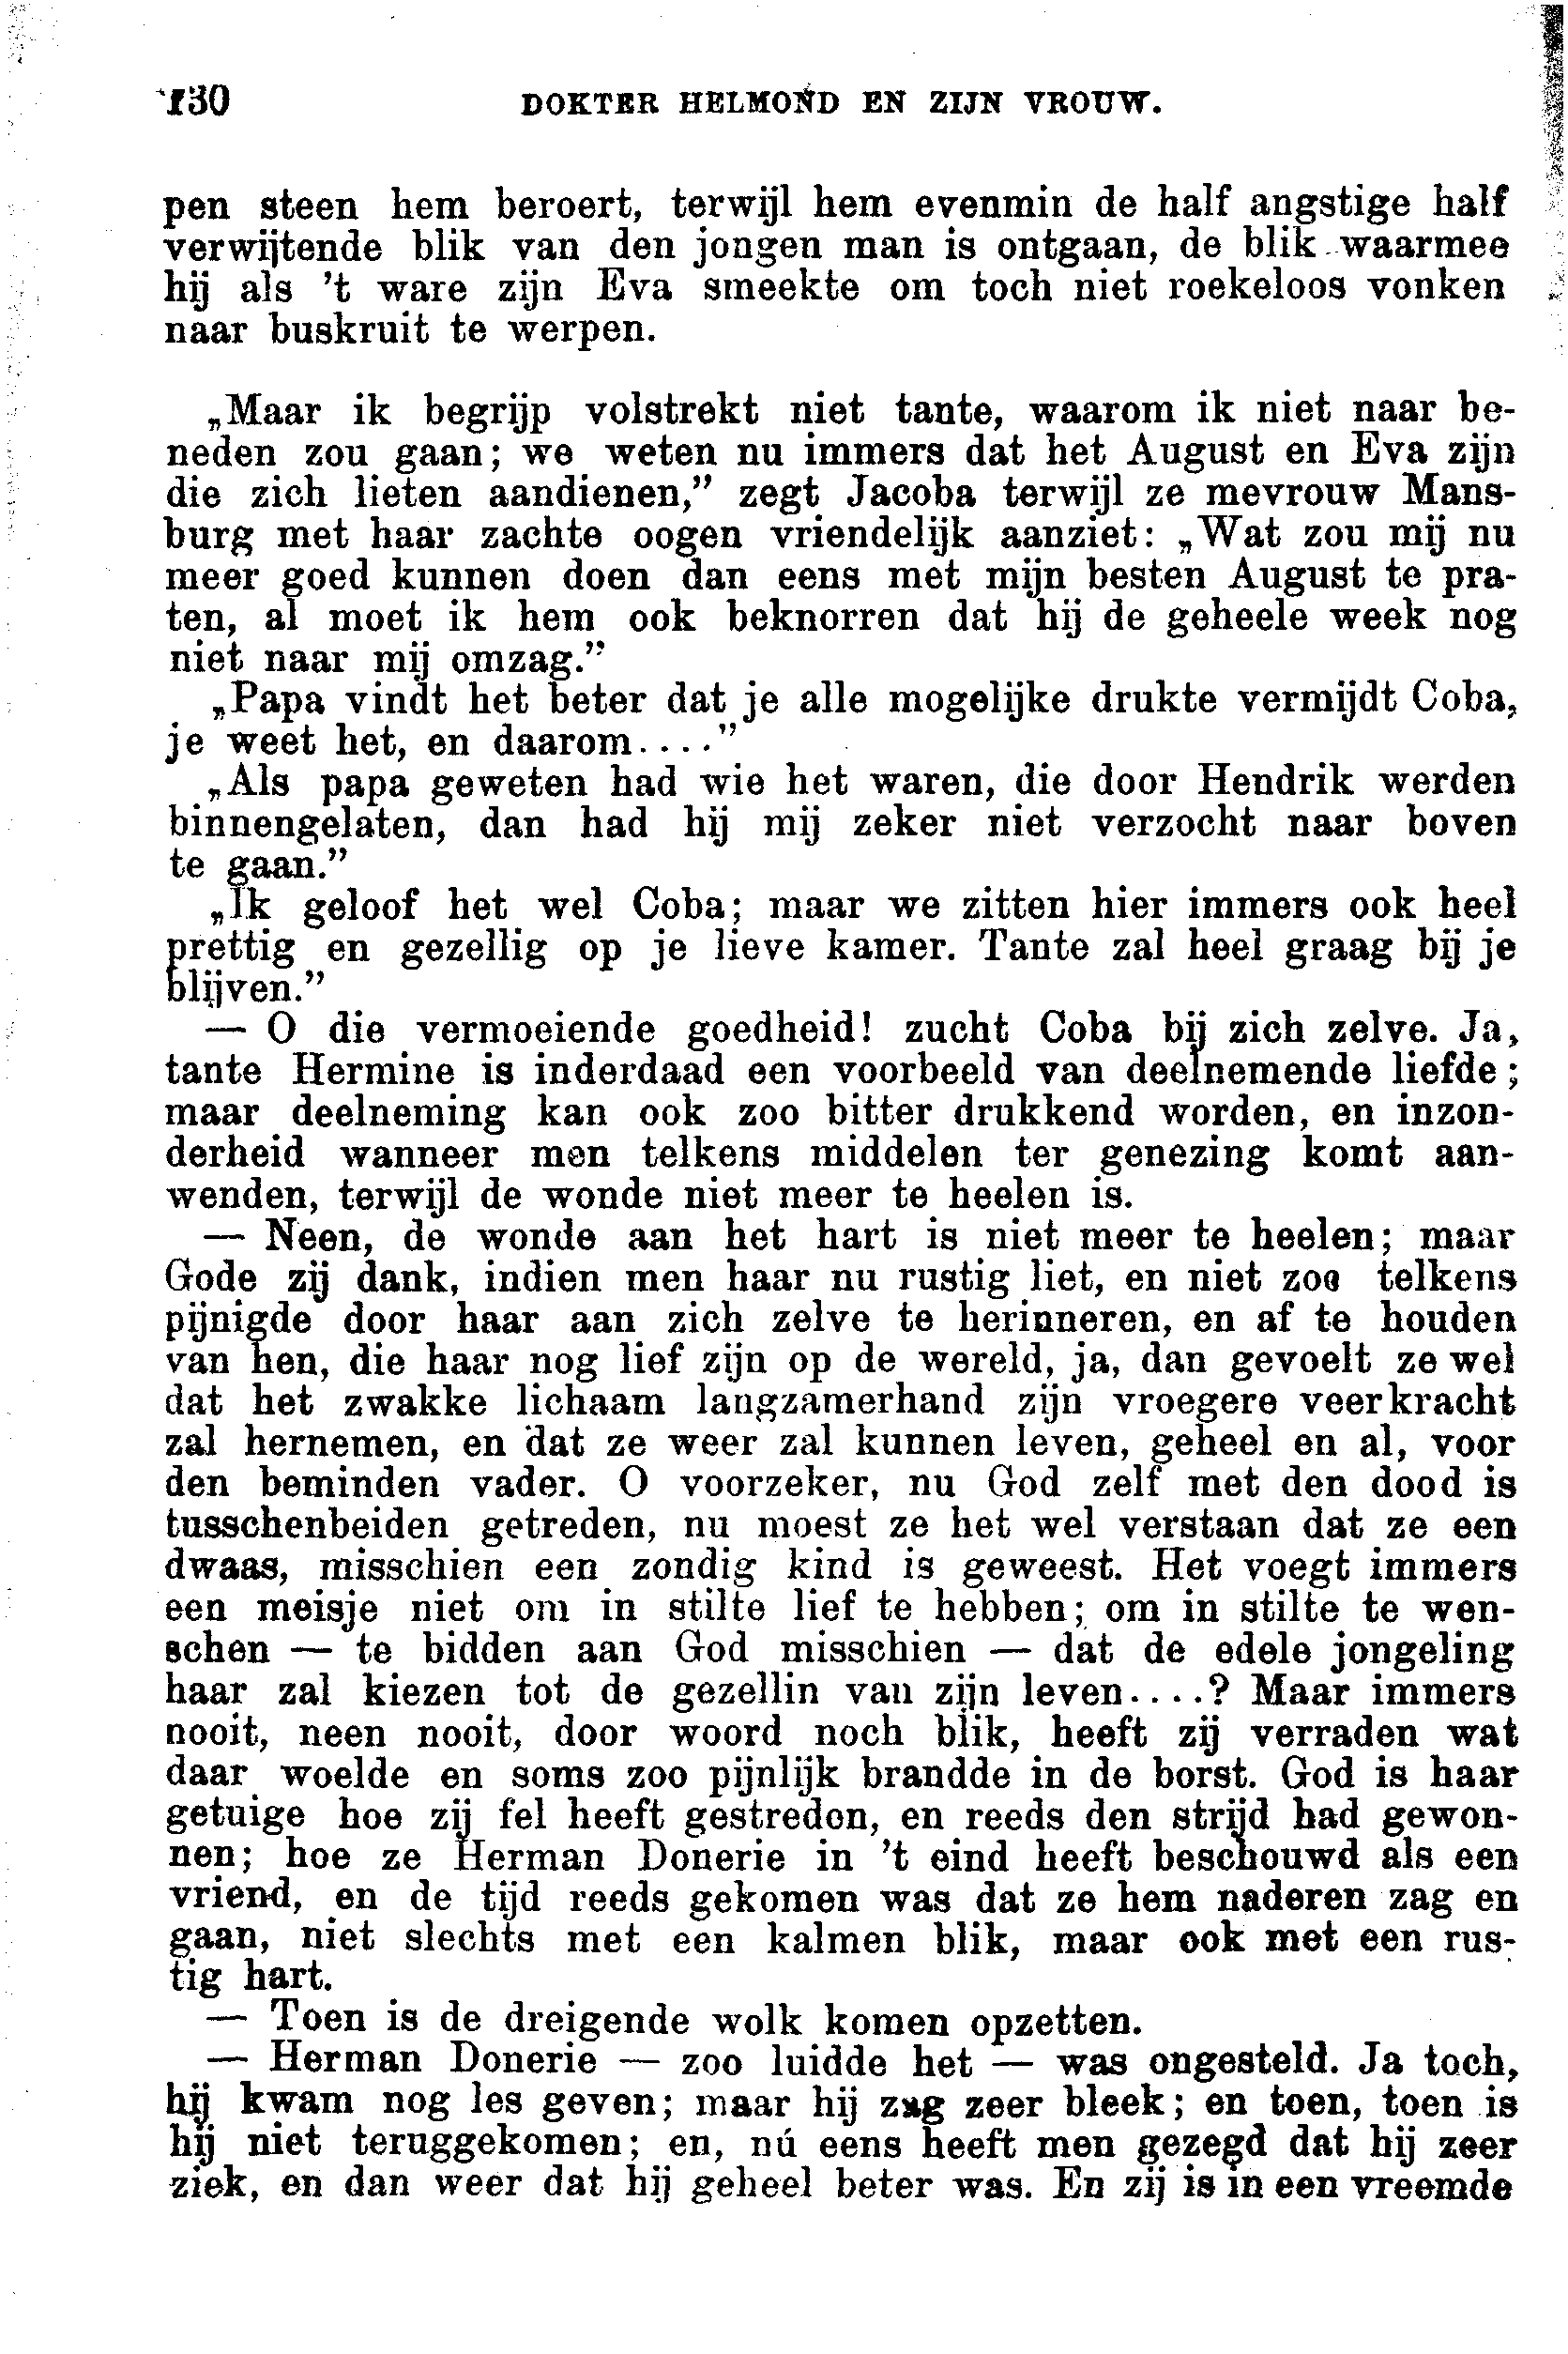 130 DOKTER HELMOND EN ZIJN VROUW.
pen steen hem beroert, terwijl hem evenmin de half angstige half
verwijtende blik van den jongen man is ontgaan, de blik waarmee
hij als 't ware zijn Eva smeekte om toch niet roekeloos vonken
naar buskruit te werpen.
„Maar ik begrijp volstrekt niet tante, waarom ik niet naar be-
neden zou gaan; we weten nu immers dat het August en Eva zijn
die zich lieten aandienen,” zegt Jacoba terwijl ze mevrouw Mans-
burg met haar zachte oogen vriendelijk aanziet: „Wat zou mij nu
meer goed kunnen doen dan eens met mijn besten August te pra-
ten, al moet ik hem ook beknorren dat hij de geheele week nog
niet naar mij omzag.”
„Papa vindt het beter dat je alle mogelijke drukte vermijdt Coba,
je weet het, en daarom....”
„Als papa geweten had wie het waren, die door Hendrik werden
binnengelaten, dan had hij mij zeker niet verzocht naar boven
te gaan.”
„Ik geloof het wel Coba; maar we zitten hier immers ook heel
prettig en gezellig op je lieve kamer. Tante zal heel graag bij je
blijven.”
— O die vermoeiende goedheid! zucht Coba bij zich zelve. Ja,
tante Hermine is inderdaad een voorbeeld van deelnemende liefde;
maar deelneming kan ook zoo bitter drukkend worden, en inzon-
derheid wanneer men telkens middelen ter genezing komt aan-
wenden, terwijl de wonde niet meer te heelen is.
— Neen, de wonde aan het hart is niet meer te heelen; maar
Gode zij dank, indien men haar nu rustig liet, en niet zoo telkens
pijnigde door haar aan zich zelve te herinneren, en af te houden
van hen, die haar nog lief zijn op de wereld, ja, dan gevoelt ze wel
dat het zwakke lichaam langzamerhand zijn vroegere veerkracht
zal hernemen, en dat ze weer zal kunnen leven, geheel en al, voor
den beminden vader. O voorzeker, nu God zelf met den dood is
tusschenbeiden getreden, nu moest ze het wel verstaan dat ze een
dwaas, misschien een zondig kind is geweest. Het voegt immers
een meisje niet om in stilte lief te hebben; om in stilte te wen-
schen — te bidden aan God misschien — dat de edele jongeling
haar zal kiezen tot de gezellin van zijn leven....? Maar immers
nooit, neen nooit, door woord noch blik, heeft zij verraden wat
daar woelde en soms zoo pijnlijk brandde in de borst. God is haar
getuige hoe zij fel heeft gestreden, en reeds den strijd had gewon-
nen; hoe ze Herman Donerie in 't eind heeft beschouwd als een
vriend, en de tijd reeds gekomen was dat ze hem naderen zag en
gaan, niet slechts met een kalmen blik, maar ook met een rus-
tig hart.
— Toen is de dreigende wolk komen opzetten.
— Herman Donerie — zoo luidde het — was ongesteld. Ja toch,
hij kwam nog les geven; maar hij zag zeer bleek; en toen, toen is
hij niet teruggekomen; en, nú eens heeft men gezegd dat hij zeer
ziek, en dan weer dat hij geheel beter was. En zij is in een vreemde